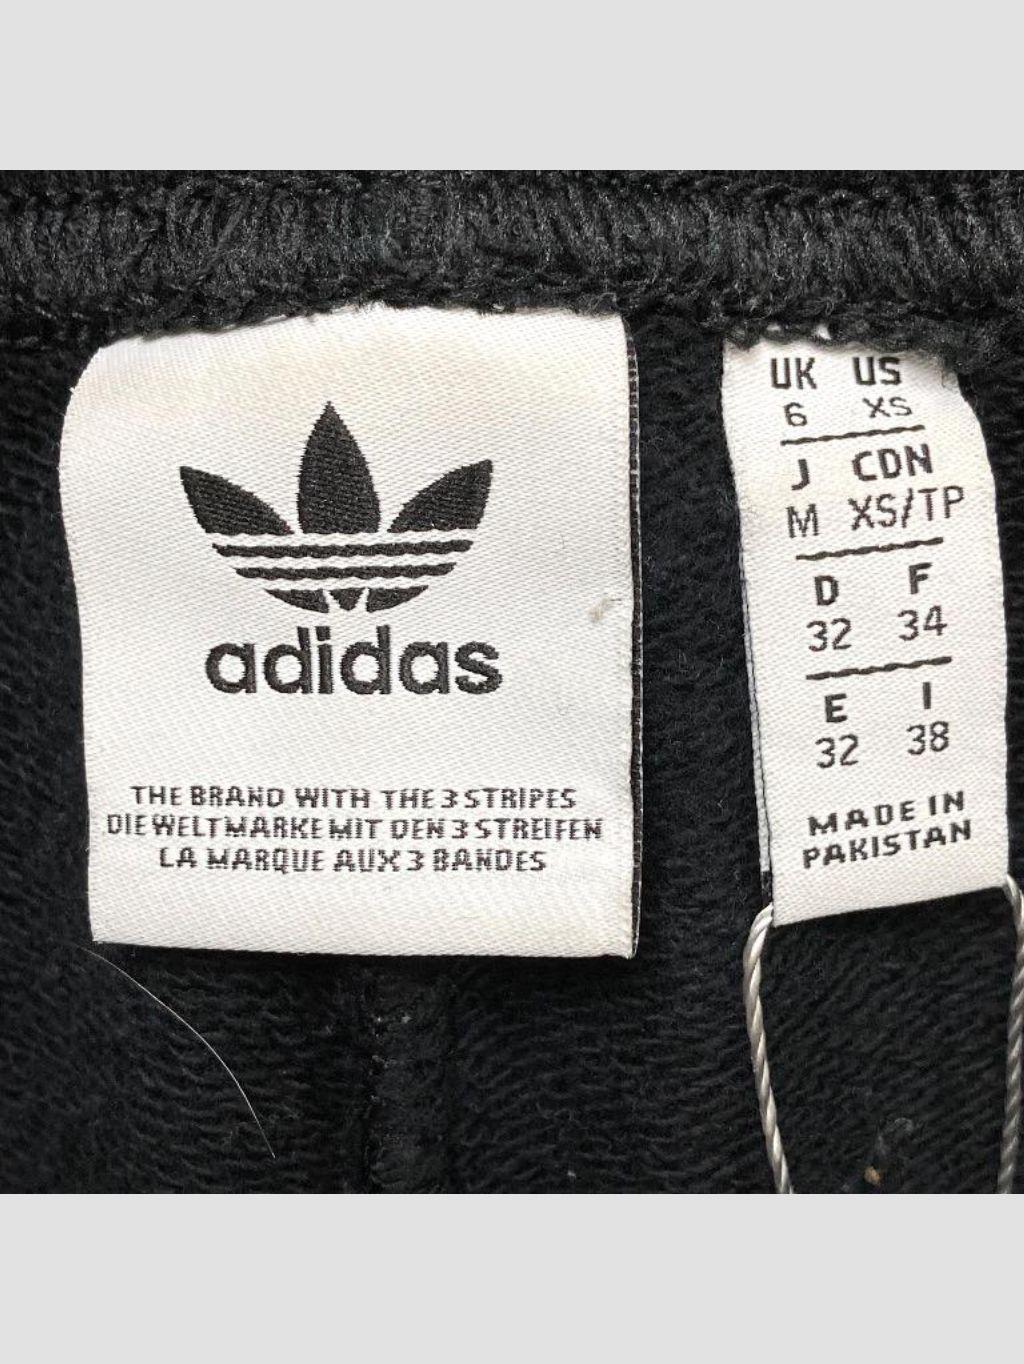 adidas
THE BRAND WITH THE 3 STRIPES
DIE WELTMARKE MIT DEN 3 STREIFEN
LA MARQUE AUX 3 BANDES
UK US
6 XS
J CDN
M XS/TP
D F
32 34
E I
32 38
MADE IN
PAKISTAN